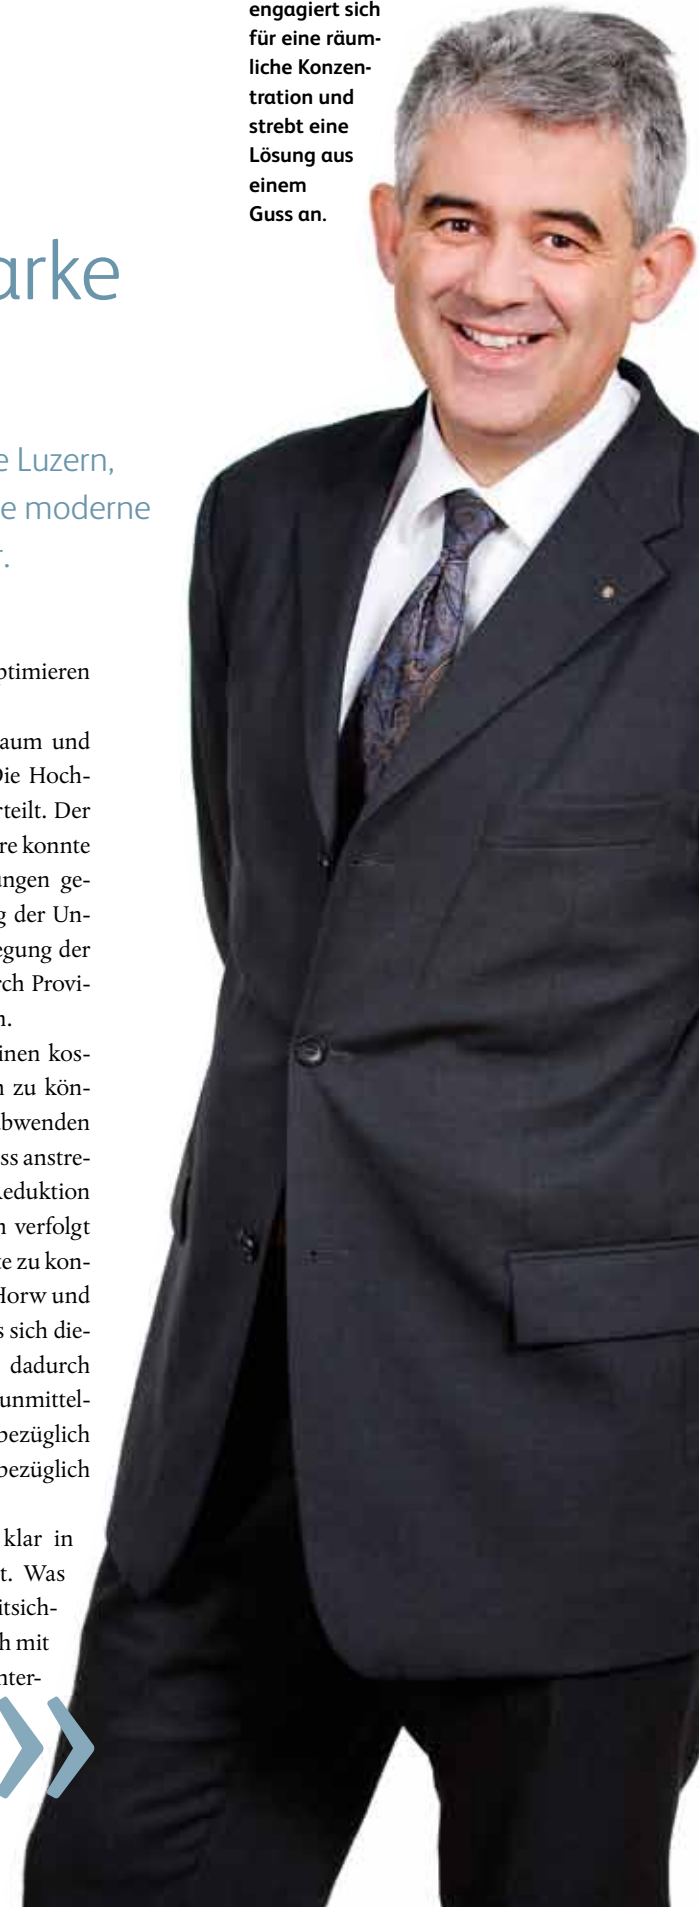 engagiert sich
für eine räum-
liche Konzen-
tration und
strebt eine
Lösung aus
einem
Guss an.
arke
e Luzern,
e moderne
ptimieren
aum und
Die Hoch-
rteilt. Der
re konnte
ungen ge-
g der Un-
egung der
rch Provi-
n.
inen kos-
n zu kön-
bwenden
ss anstre-
Reduktion
n verfolgt
te zu kon-
Horw und
s sich die-
dadurch
unmittel-
bezüglich
bezüglich
klar in
t. Was
itsich-
h mit
nter-